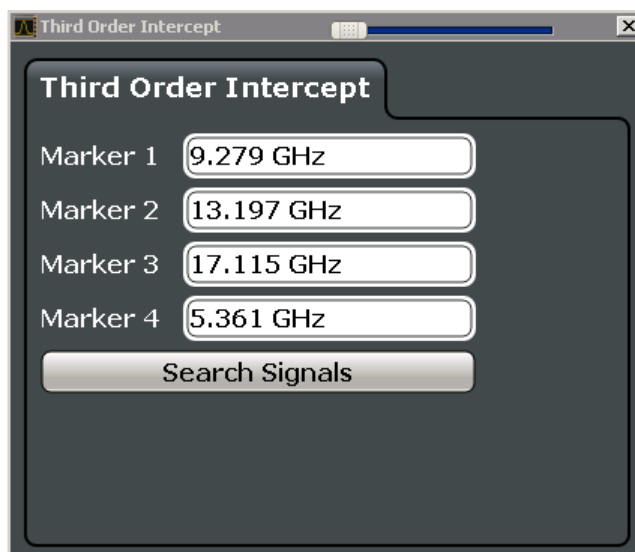 Third Order Intercept
Third Order Intercept
Marker 1 9.279 GHz
Marker 2 13.197 GHz
Marker 3 17.115 GHz
Marker 4 5.361 GHz
Search Signals